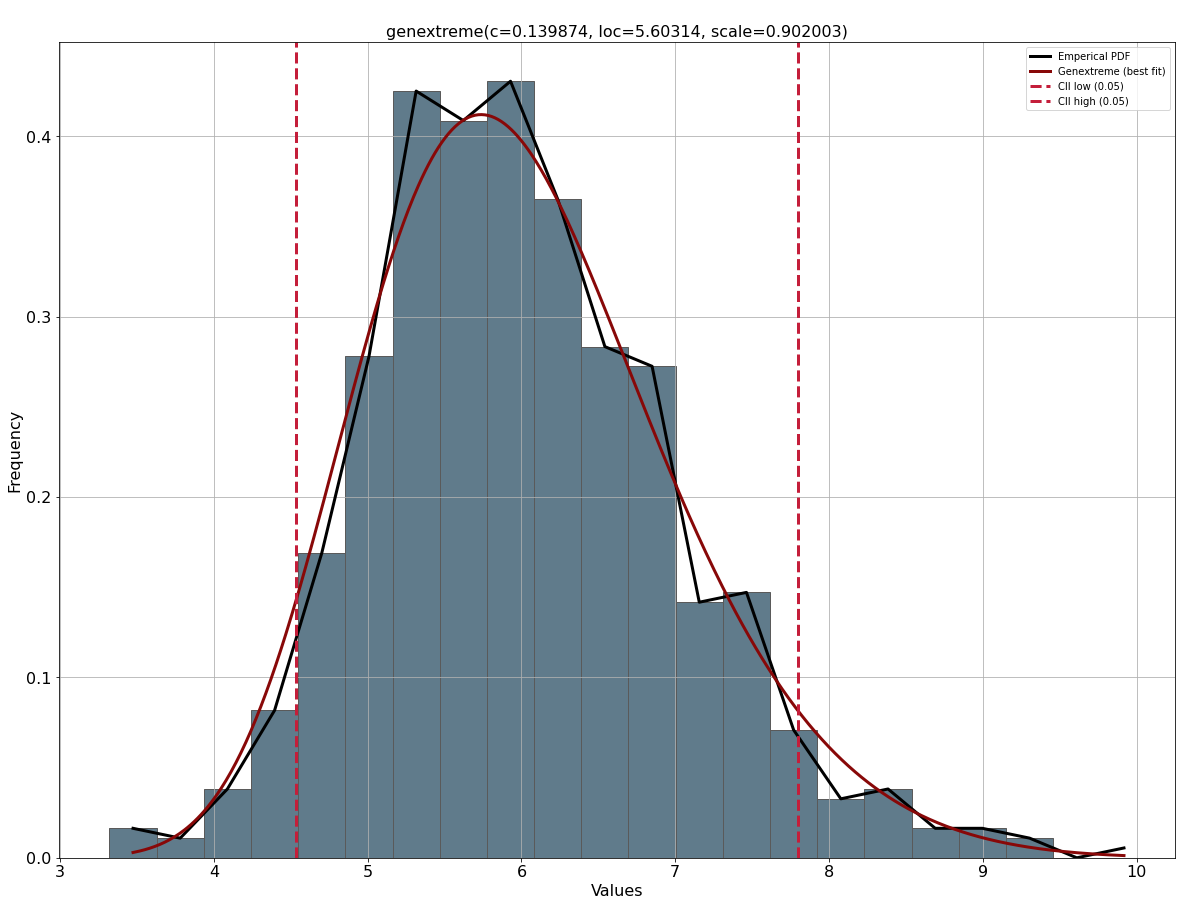 genextreme(c=0.139874, loc=5.60314, scale=0.902003)
Emperical PDF
Genextreme (best fit)
CII low (0.05)
CII high (0.05)
Frequency
0.4
0.3
0.2
0.1
0.0
3 4 5 6 7 8 9 10
Values